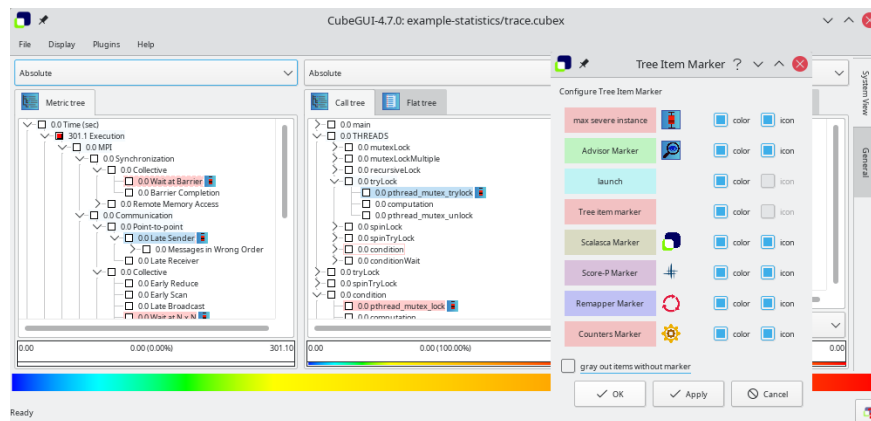 CubeGUI-4.7.0: example-statistics/trace.cubex
File Display Plugins Help
Absolute
Metric tree
0.0 Time (sec)
301.1 Execution
0.0 MPI
0.0 Synchronization
0.0 Collective
0.0 Wait at Barrier
0.0 Barrier Completion
0.0 Remote Memory Access
0.0 Communication
0.0 Point-to-point
0.0 Late Sender
0.0 Messages in Wrong Order
0.0 Late Receiver
0.0 Collective
0.0 Early Reduce
0.0 Early Scan
0.0 Late Broadcast
0.0 Wait at N x N
0.00 0.00 (0.00%) 301.10
Absolute
Call tree Flat tree
0.0 main
0.0 THREADS
0.0 mutexLock
0.0 mutexLockMultiple
0.0 recursiveLock
0.0 tryLock
0.0 pthread_mutex_trylock
0.0 computation
0.0 pthread_mutex_unlock
0.0 spinLock
0.0 spinTryLock
0.0 condition
0.0 conditionWait
0.0 tryLock
0.0 spinTryLock
0.0 condition
0.0 pthread_mutex_lock
0.0 computation
0.00 0.00 (100.00%)
0.00
System View
General
Tree Item Marker
Configure Tree Item Marker
max severe instance color icon
Advisor Marker color icon
launch color icon
Tree item marker color icon
Scalasca Marker color icon
Score-P Marker color icon
Remapper Marker color icon
Counters Marker color icon
gray out items without marker
OK Apply Cancel
Ready